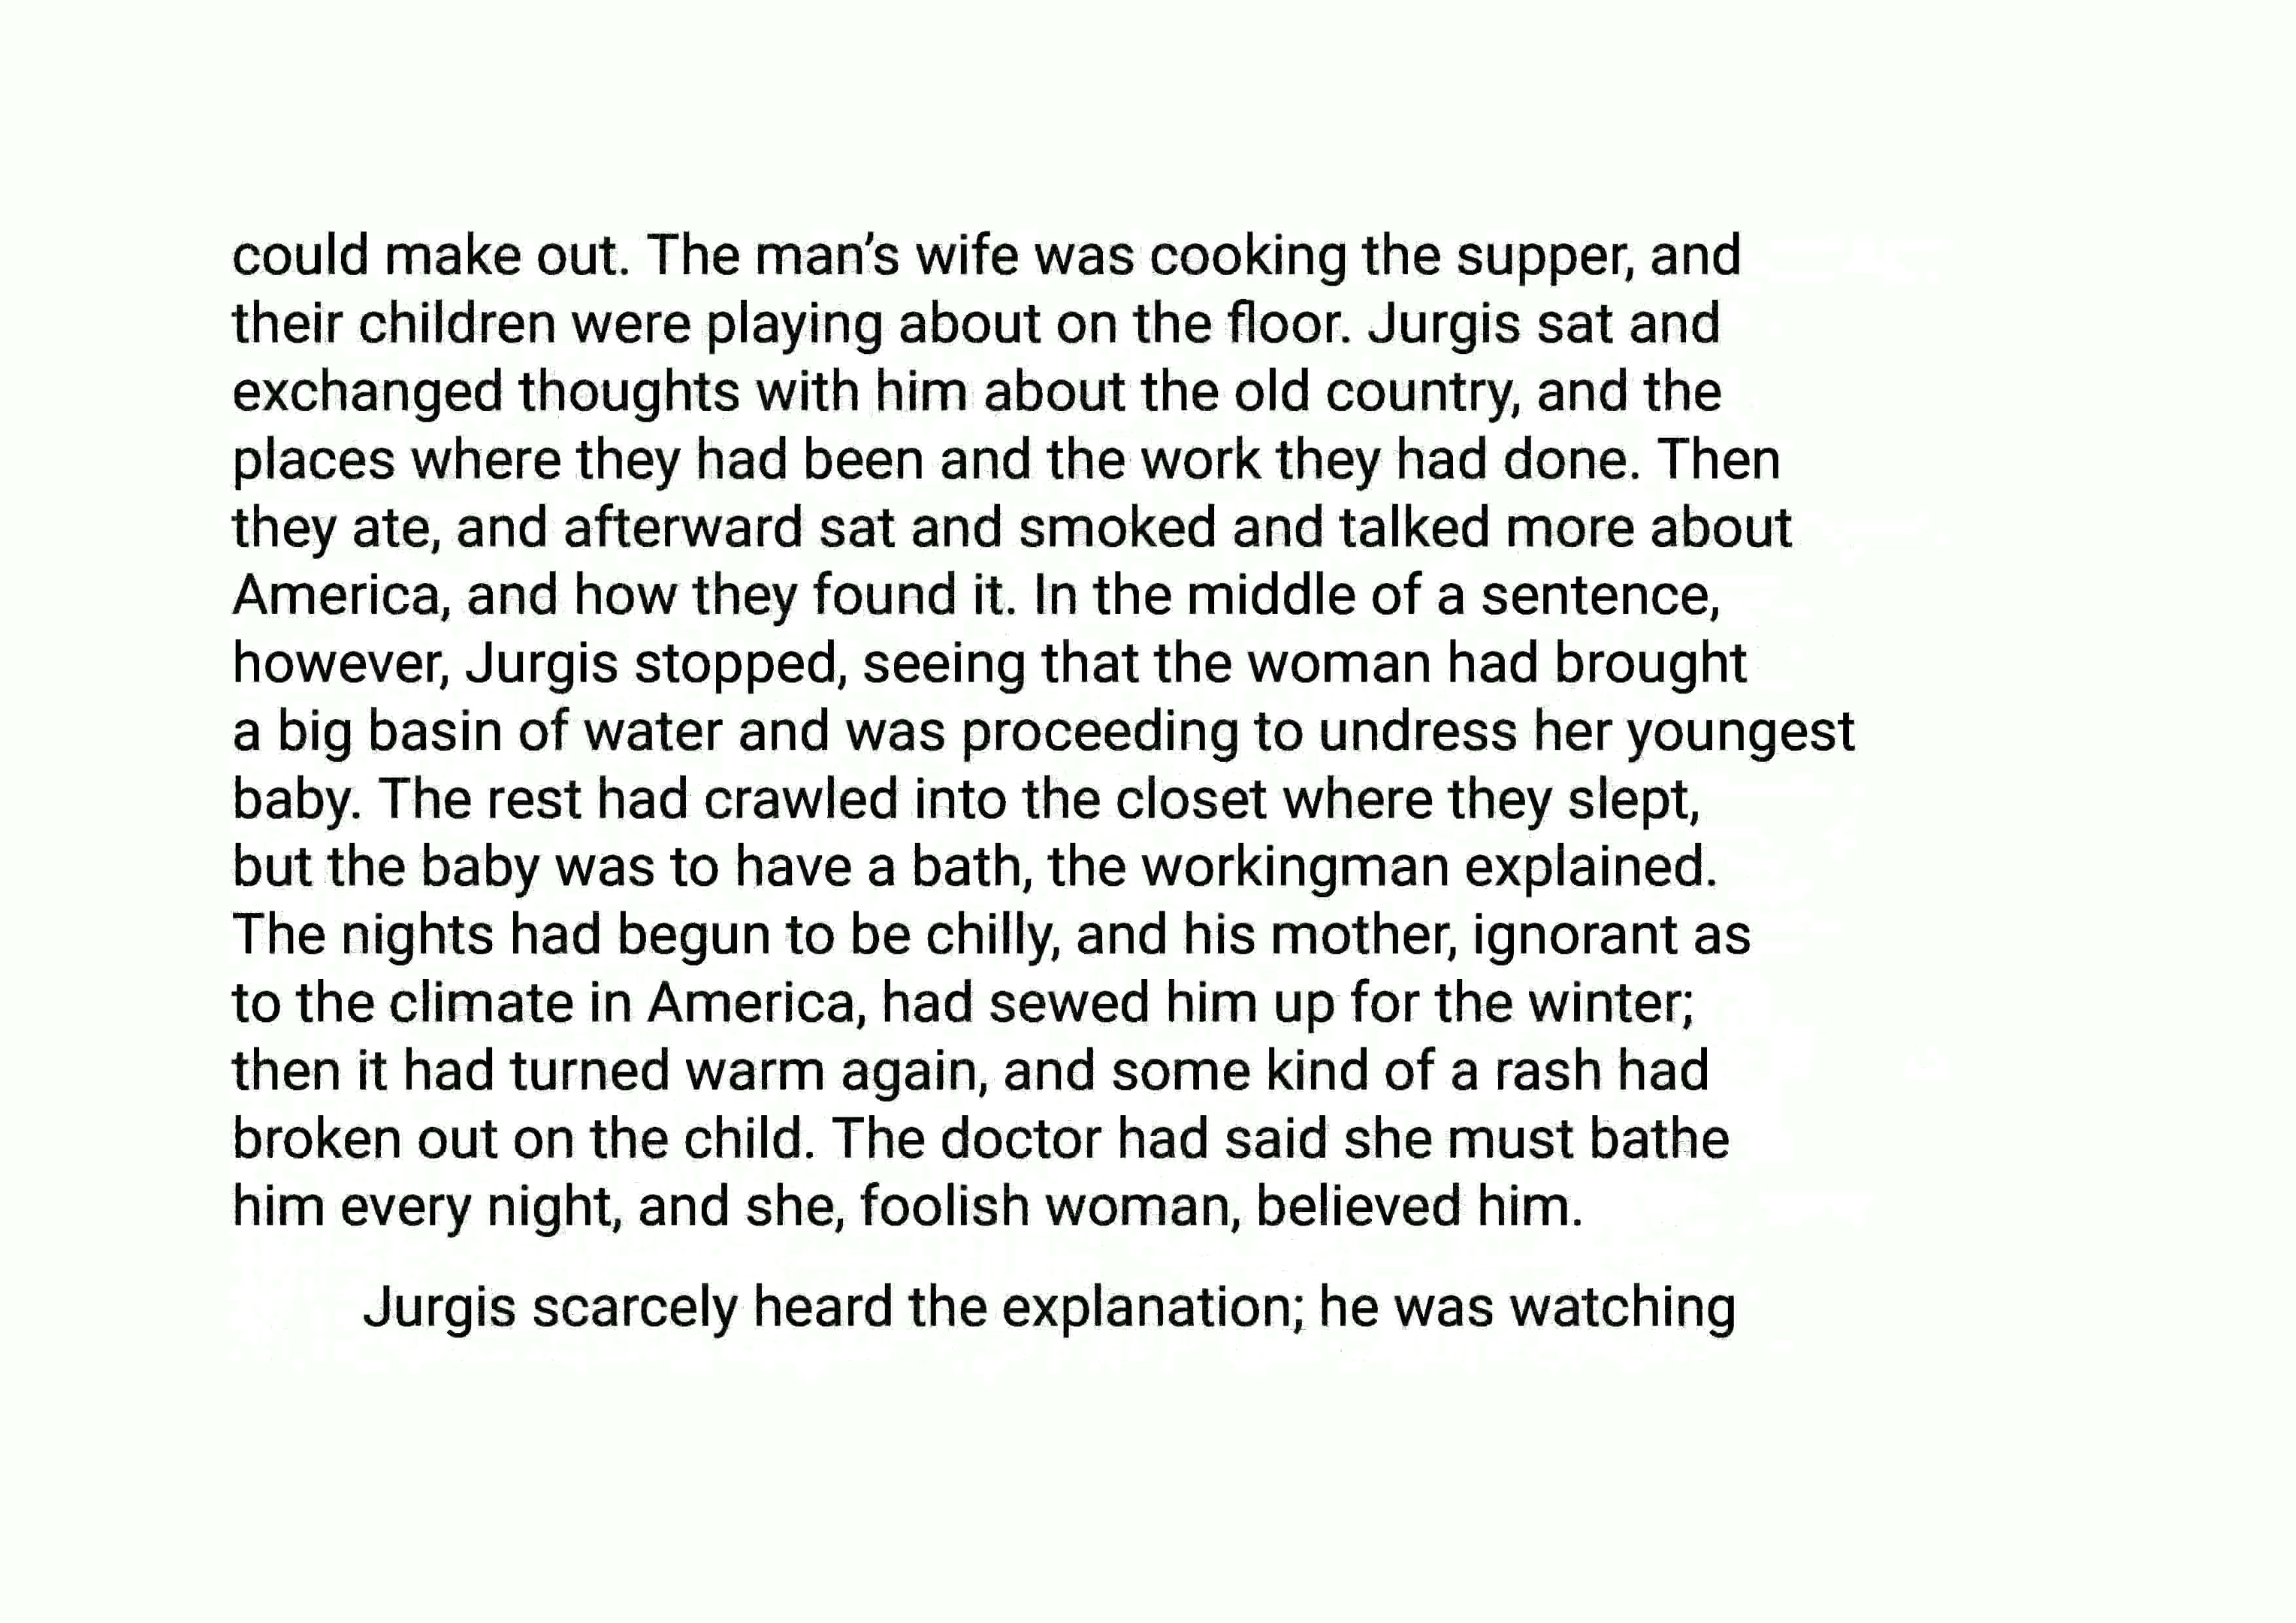 could make out. The man’s wife was cooking the supper, and
their children were playing about on the floor. Jurgis sat and
exchanged thoughts with him about the old country, and the
places where they had been and the work they had done. Then
they ate, and afterward sat and smoked and talked more about
America, and how they found it. In the middle of a sentence,
however, Jurgis stopped, seeing that the woman had brought
a big basin of water and was proceeding to undress her youngest
baby. The rest had crawled into the closet where they slept,
but the baby was to have a bath, the workingman explained.
The nights had begun to be chilly, and his mother, ignorant as
to the climate in America, had sewed him up for the winter;
then it had turned warm again, and some kind of a rash had
broken out on the child. The doctor had said she must bathe
him every night, and she, foolish woman, believed him.
Jurgis scarcely heard the explanation; he was watching